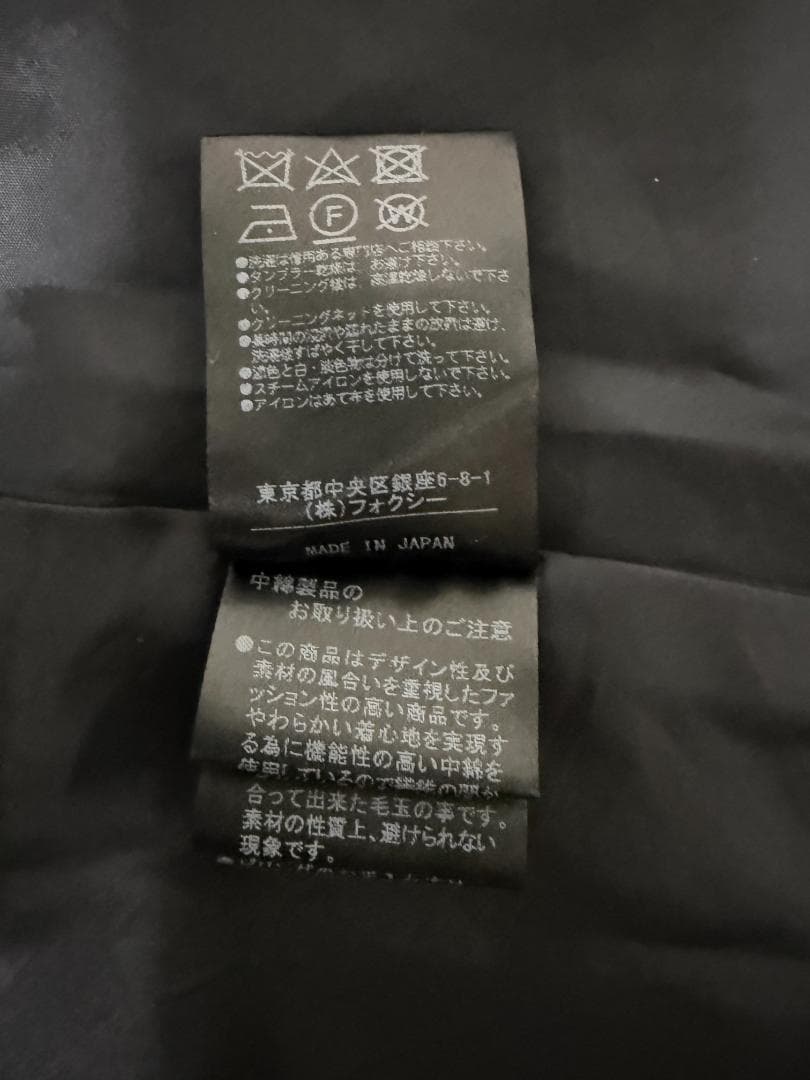 F
W
●洗濯は信用ある専門店へご相談下さい。
●タンブラー乾燥は、お避け下さい。
●クリーニング様は、高温乾燥しないで下さ
い。
●クリーニングネットを使用して下さい。
●長時間の浸漬や濡れたままの放置は避け、
洗濯後すばやく干して下さい。
●濃色と白・淡色物は分けて洗って下さい。
●スチームアイロンを使用しないで下さい。
●アイロンはあて布を使用して下さい。
東京都中央区銀座6-8-1
(株)フォクシー
MADE IN JAPAN
中綿製品の
お取り扱い上のご注意
●この商品はデザイン性及び
素材の風合いを重視したファ
ッション性の高い商品です。
やわらかい着心地を実現す
る為に機能性の高い中綿を
使用しているので繊維の
合って出来た毛玉の事です。
素材の性質上、避けられない
現象です。